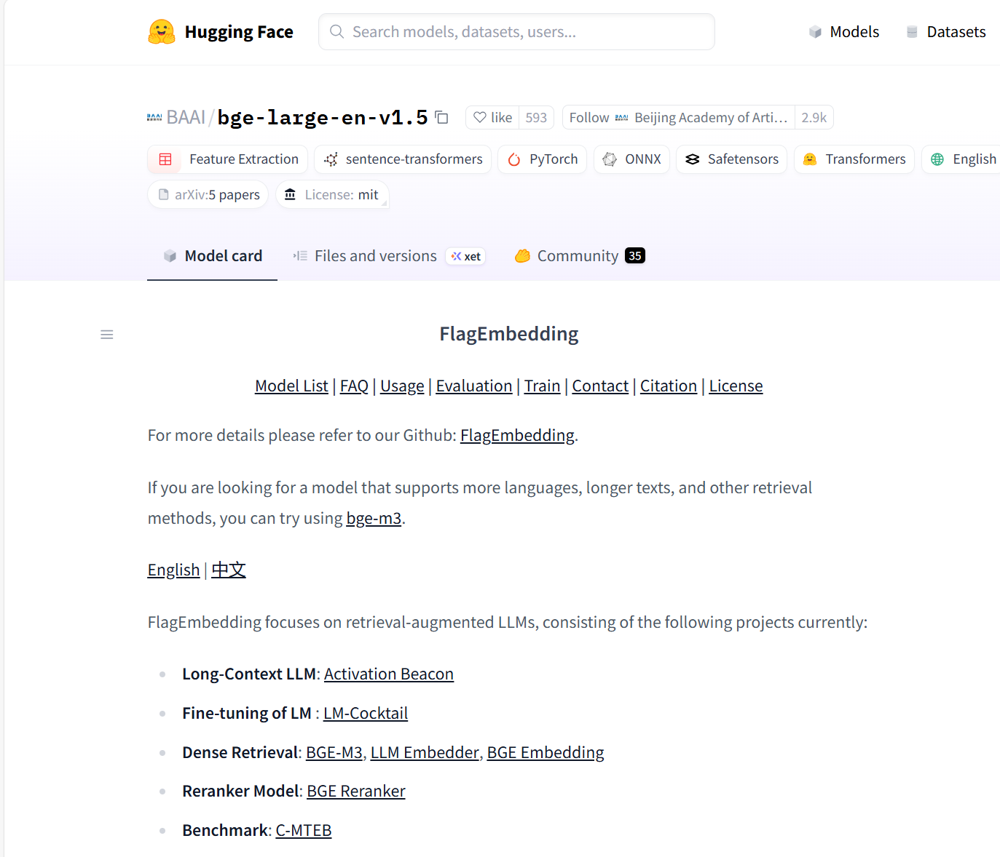 Hugging Face
Search models, datasets, users...
Models
Datasets
BAAI/bge-large-en-v1.5
like 593
Follow BAAI Beijing Academy of Arti... 2.9k
Feature Extraction
sentence-transformers
PyTorch
ONNX
Safetensors
Transformers
English
arXiv:5 papers
License: mit
Model card
Files and versions
xet
Community 35
FlagEmbedding
Model List | FAQ | Usage | Evaluation | Train | Contact | Citation | License
For more details please refer to our Github: FlagEmbedding.
If you are looking for a model that supports more languages, longer texts, and other retrieval
methods, you can try using bge-m3.
English | 中文
FlagEmbedding focuses on retrieval-augmented LLMs, consisting of the following projects currently:
Long-Context LLM: Activation Beacon
Fine-tuning of LM : LM-Cocktail
Dense Retrieval: BGE-M3, LLM Embedder, BGE Embedding
Reranker Model: BGE Reranker
Benchmark: C-MTEB